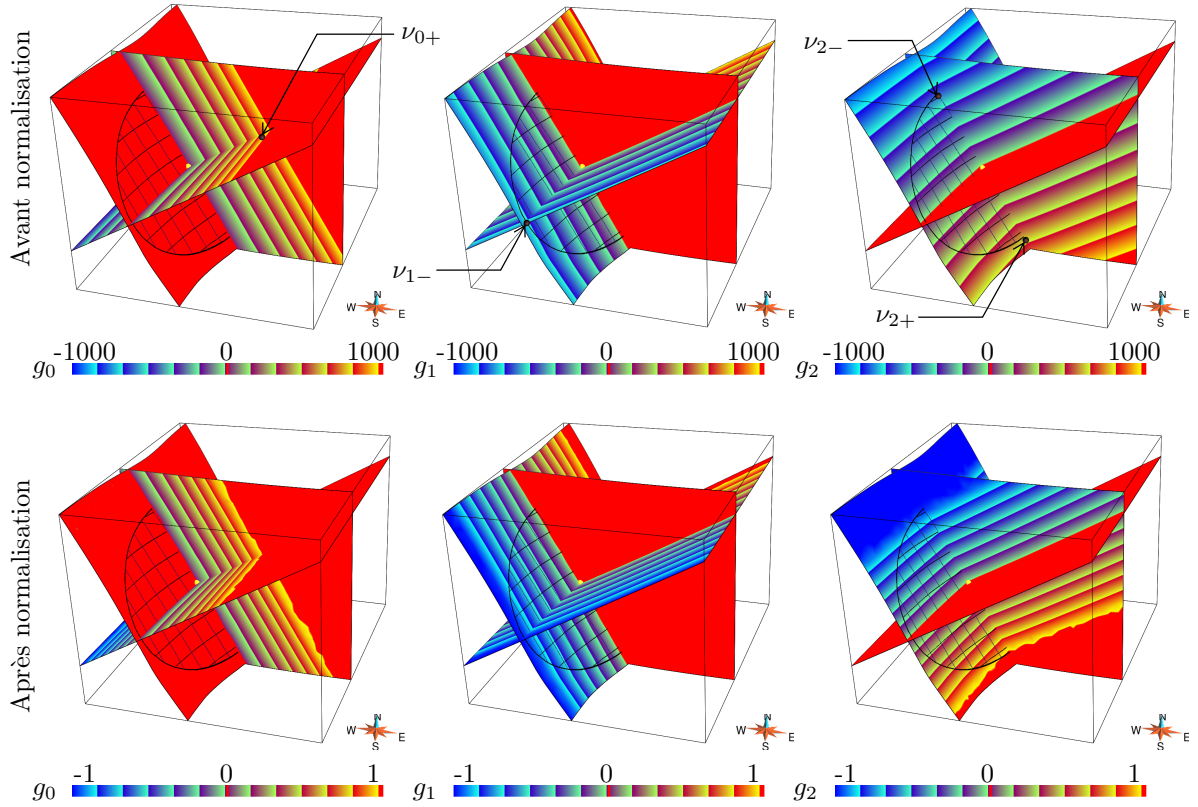 Avant normalisation
ν0+
ν1−
ν2−
ν2+
N
W E
S
N
W E
S
N
W E
S
-1000 0 1000
g0
-1000 0 1000
g1
-1000 0 1000
g2
Après normalisation
N
W E
S
N
W E
S
N
W E
S
-1 0 1
g0
-1 0 1
g1
-1 0 1
g2